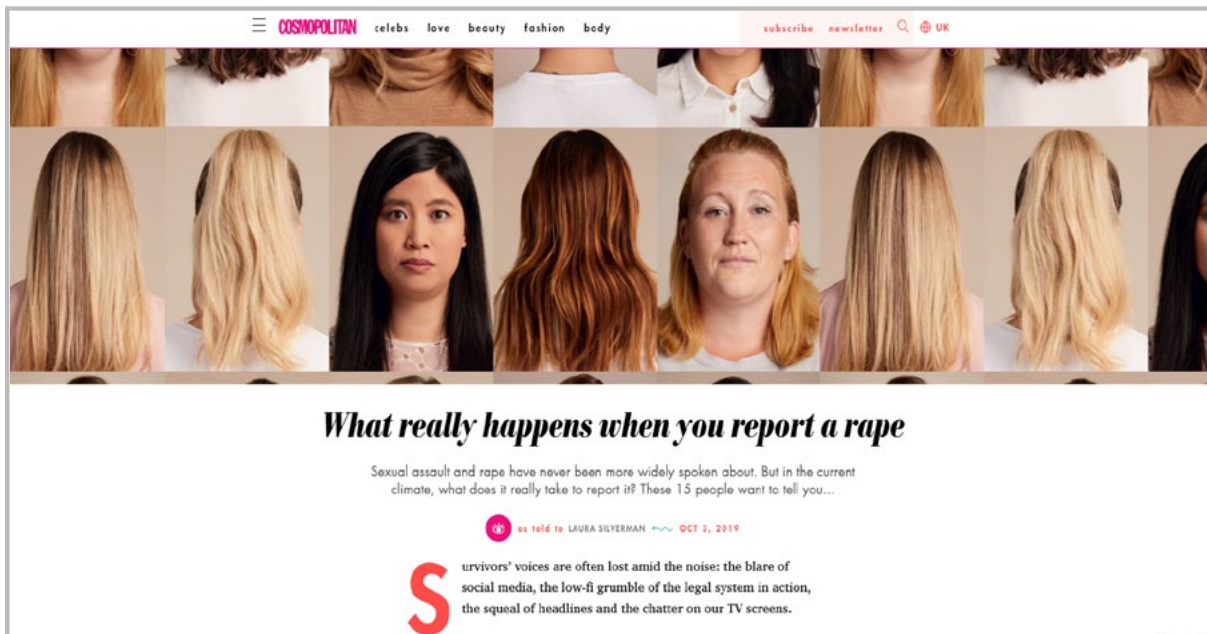 COSMOPOLITAN celebs love beauty fashion body subscribe newsletter UK
What really happens when you report a rape
Sexual assault and rape have never been more widely spoken about. But in the current
climate, what does it really take to report it? These 15 people want to tell you...
as told to LAURA SILVERMAN OCT 3, 2019
Survivors’ voices are often lost amid the noise: the blare of
social media, the low-fi grumble of the legal system in action,
the squeal of headlines and the chatter on our TV screens.